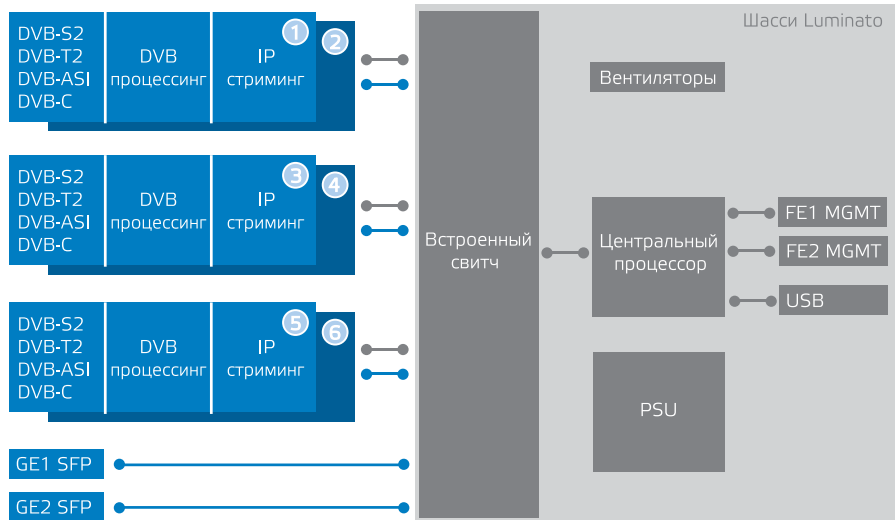 Шасси Luminato
DVB-S2
DVB-T2
DVB-ASI
DVB-C
DVB
процессинг
IP
стриминг
1
2
Вентиляторы
DVB-S2
DVB-T2
DVB-ASI
DVB-C
DVB
процессинг
IP
стриминг
3
4
Встроенный
свитч
Центральный
процессор
FE1 MGMT
FE2 MGMT
USB
DVB-S2
DVB-T2
DVB-ASI
DVB-C
DVB
процессинг
IP
стриминг
5
6
PSU
GE1 SFP
GE2 SFP